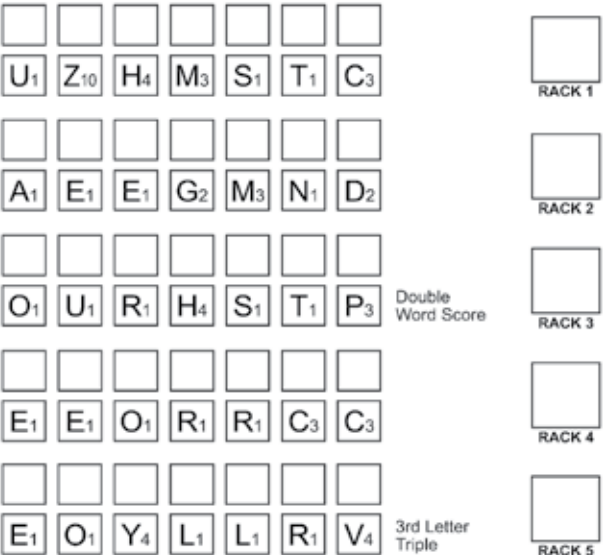 U1 Z10 H4 M3 S1 T1 C3
RACK 1
A1 E1 E1 G2 M3 N1 D2
RACK 2
O1 U1 R1 H4 S1 T1 P3 Double
Word Score
RACK 3
E1 E1 O1 R1 R1 C3 C3
RACK 4
E1 O1 Y4 L1 L1 R1 V4 3rd Letter
Triple
RACK 5